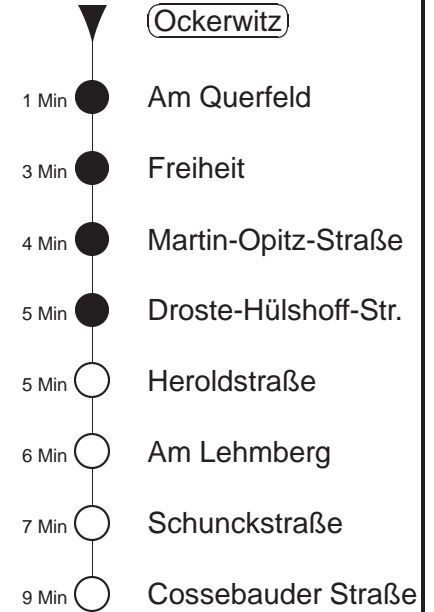 Ockerwitz
1 Min Am Querfeld
3 Min Freiheit
4 Min Martin-Opitz-Straße
5 Min Droste-Hülshoff-Str.
5 Min Heroldstraße
6 Min Am Lehmberg
7 Min Schunckstraße
9 Min Cossebauder Straße